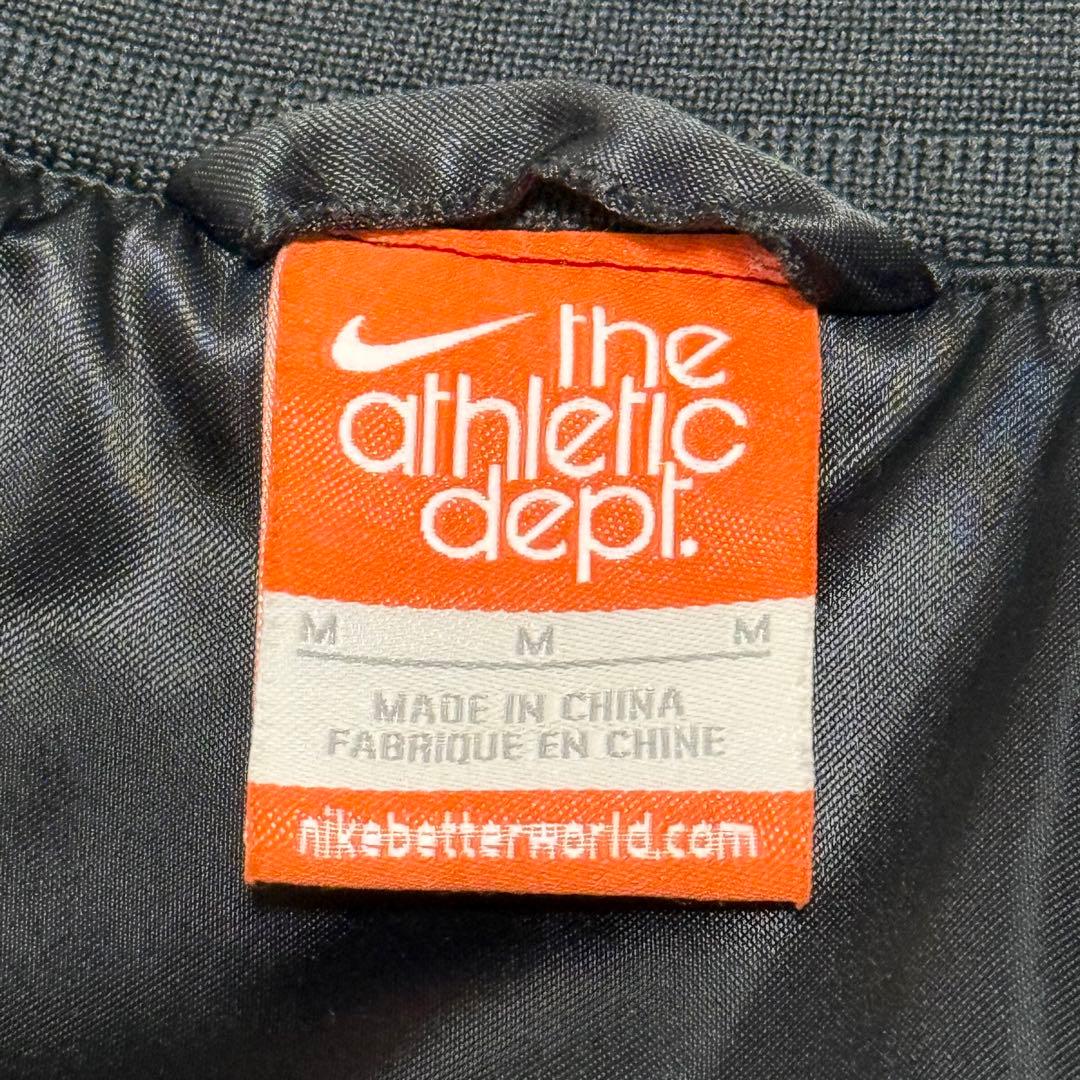 the
athletic
dept.
M M M
MADE IN CHINA
FABRIQUE EN CHINE
nikebetterworld.com